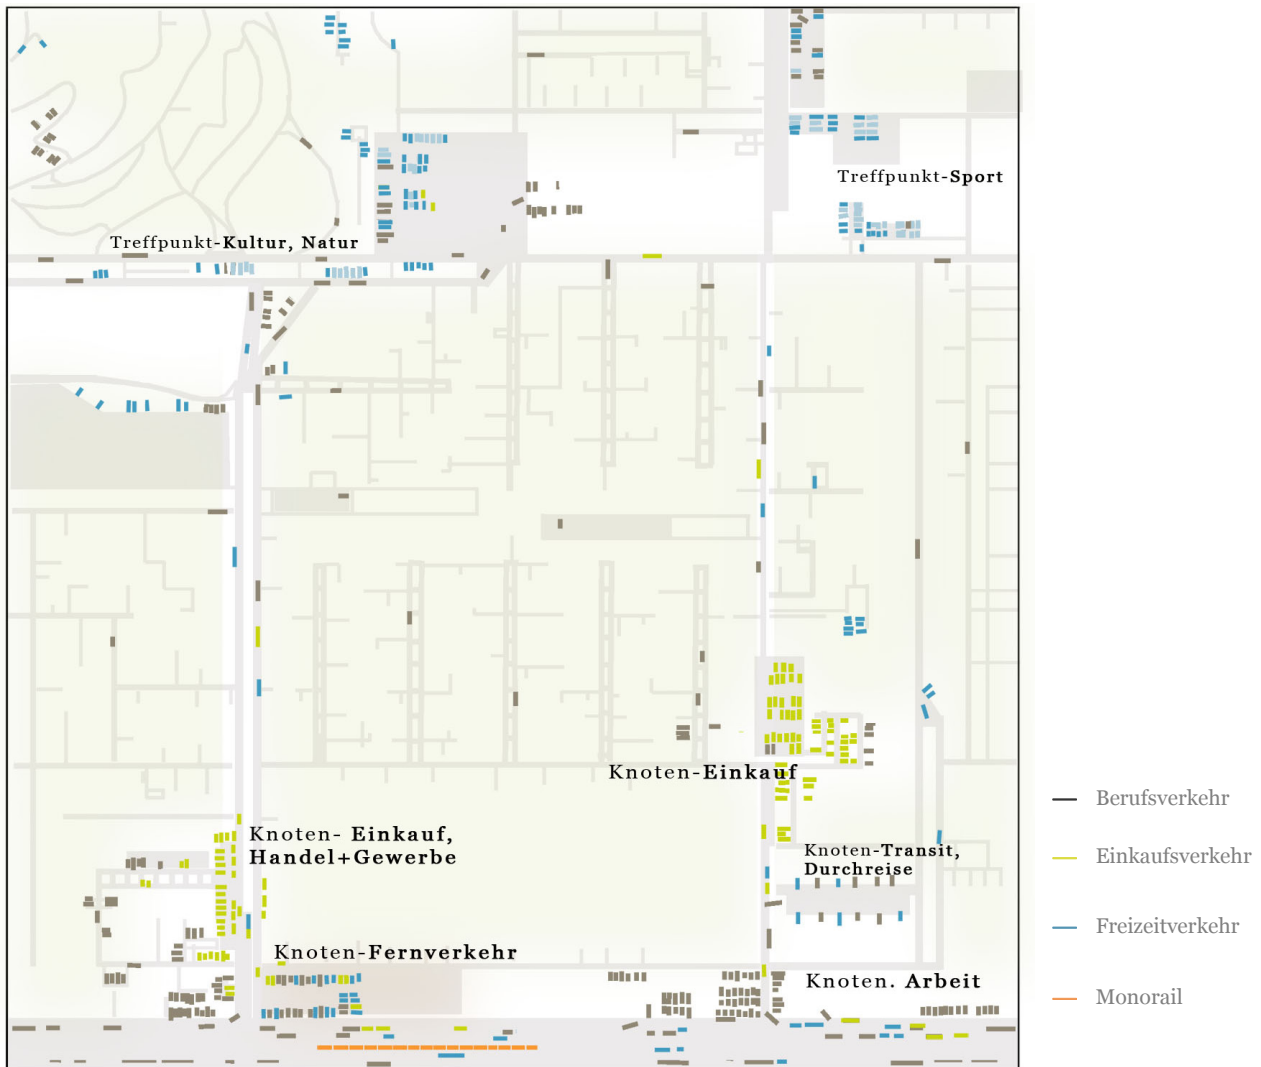 Treffpunkt-Sport
Treffpunkt-Kultur, Natur
Knoten-Einkauf
Knoten- Einkauf,
Handel+Gewerbe
Knoten-Transit,
Durchreise
Knoten-Fernverkehr
Knoten. Arbeit
Berufsverkehr
Einkaufsverkehr
Freizeitverkehr
Monorail